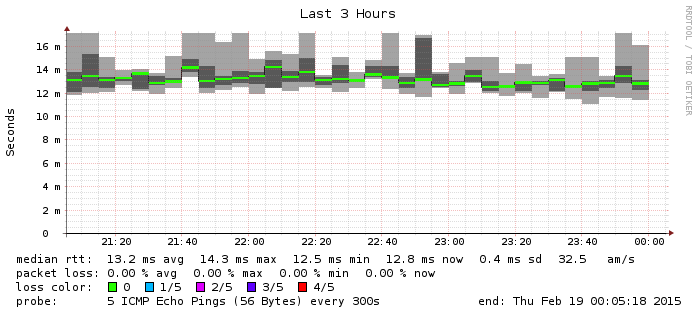 Last 3 Hours
RRDTOOL / TOBI OETIKER
Seconds
16 m
14 m
12 m
10 m
8 m
6 m
4 m
2 m
0
21:20 21:40 22:00 22:20 22:40 23:00 23:20 23:40 00:00
median rtt: 13.2 ms avg 14.3 ms max 12.5 ms min 12.8 ms now 0.4 ms sd 32.5 am/s
packet loss: 0.00 % avg 0.00 % max 0.00 % min 0.00 % now
loss color: 0 1/5 2/5 3/5 4/5
probe: 5 ICMP Echo Pings (56 Bytes) every 300s end: Thu Feb 19 00:05:18 2015